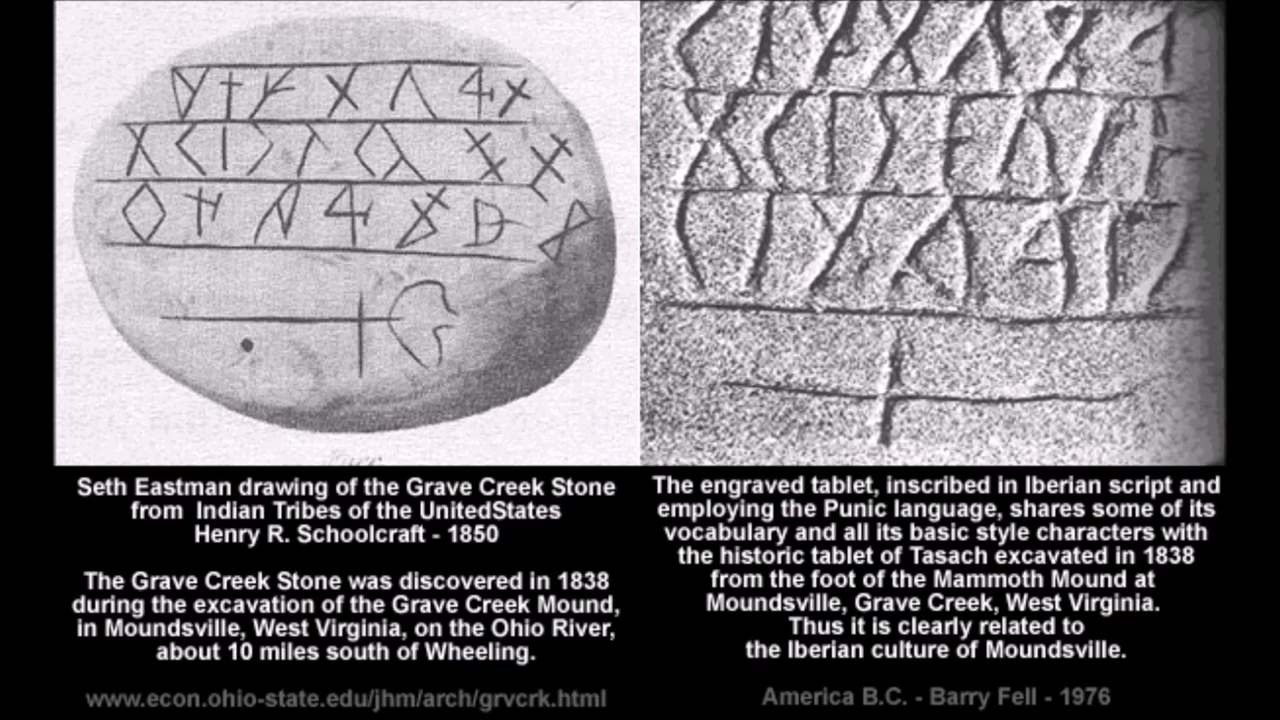 Seth Eastman drawing of the Grave Creek Stone
from Indian Tribes of the UnitedStates
Henry R. Schoolcraft - 1850
The Grave Creek Stone was discovered in 1838
during the excavation of the Grave Creek Mound,
in Moundsville, West Virginia, on the Ohio River,
about 10 miles south of Wheeling.
www.econ.ohio-state.edu/jhm/arch/grvcrk.html
The engraved tablet, inscribed in Iberian script and
employing the Punic language, shares some of its
vocabulary and all its basic style characters with
the historic tablet of Tasach excavated in 1838
from the foot of the Mammoth Mound at
Moundsville, Grave Creek, West Virginia.
Thus it is clearly related to
the Iberian culture of Moundsville.
America B.C. - Barry Fell - 1976